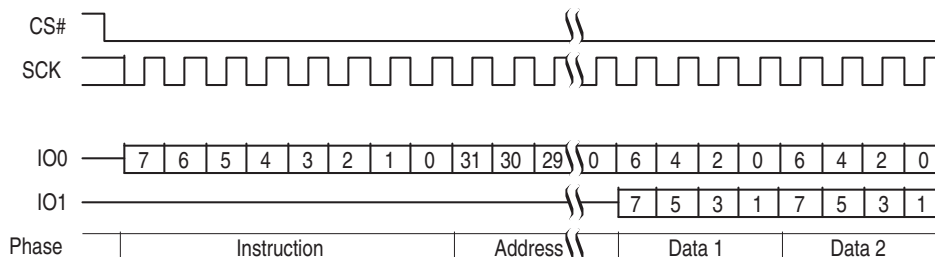 CS#
SCK
IO0 7 6 5 4 3 2 1 0 31 30 29 0 6 4 2 0 6 4 2 0
IO1 7 5 3 1 7 5 3 1
Phase Instruction Address Data 1 Data 2